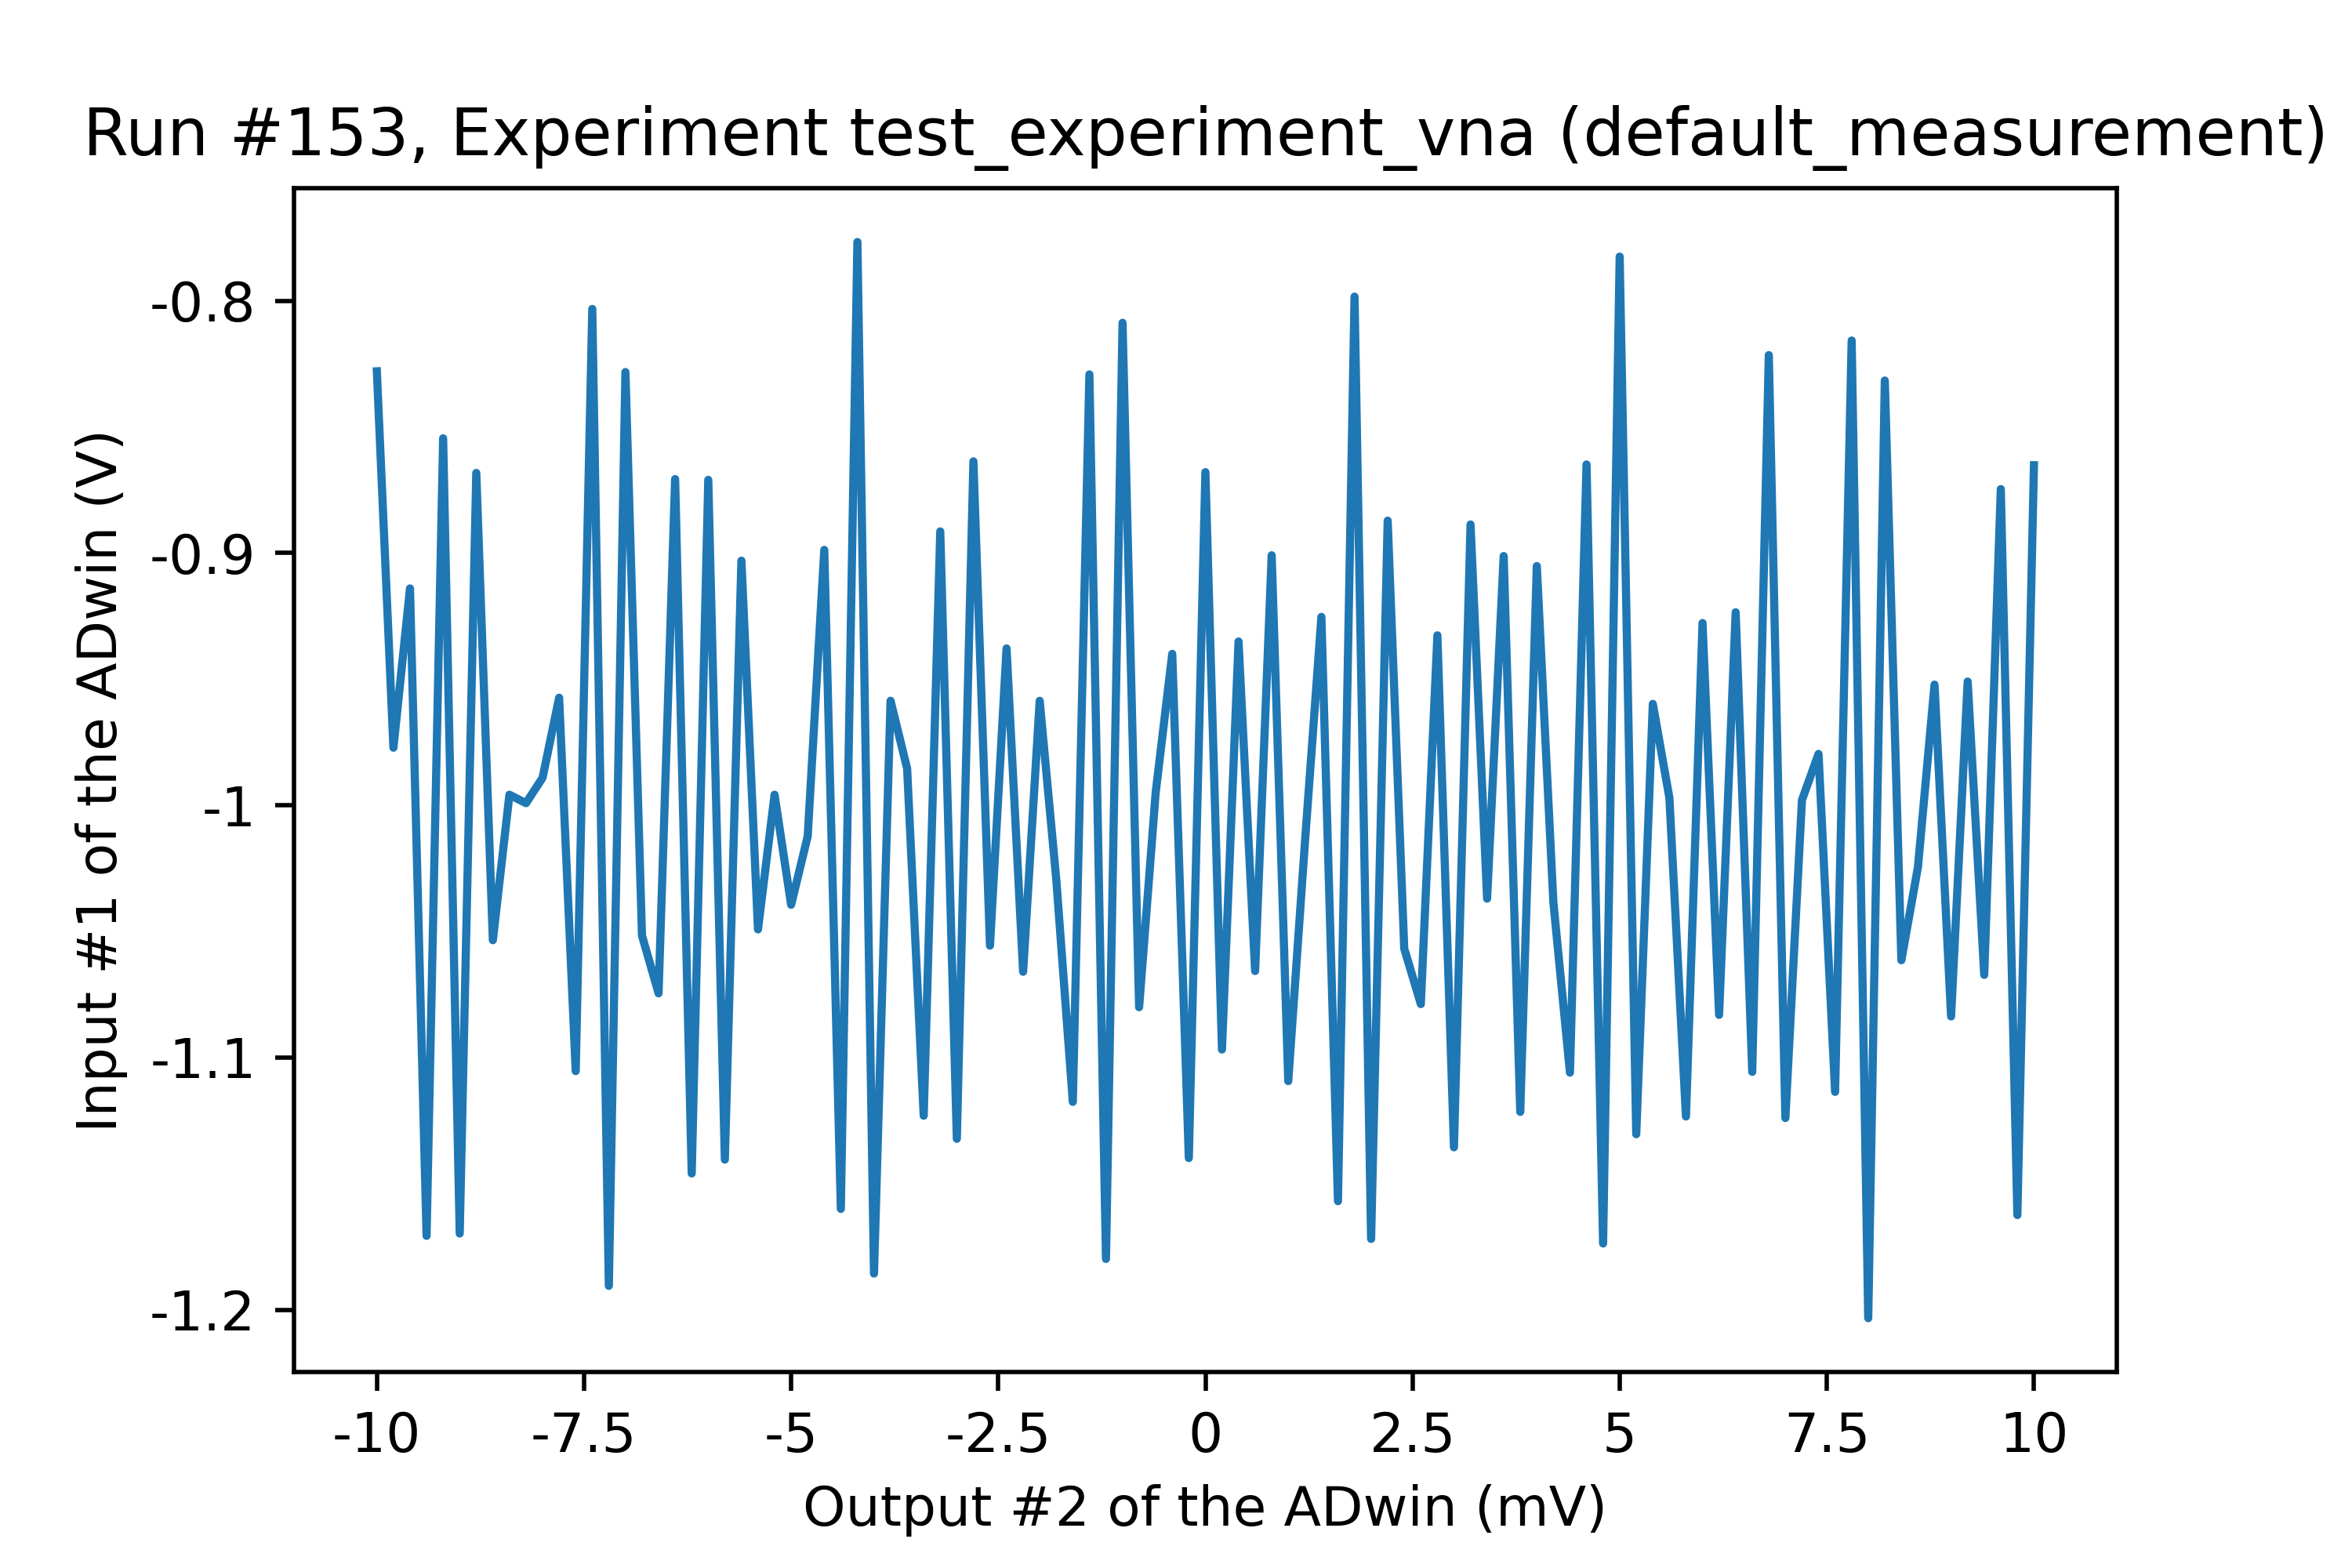 Run #153, Experiment test_experiment_vna (default_measurement)
Input #1 of the ADwin (V)
-0.8
-0.9
-1
-1.1
-1.2
-10 -7.5 -5 -2.5 0 2.5 5 7.5 10
Output #2 of the ADwin (mV)